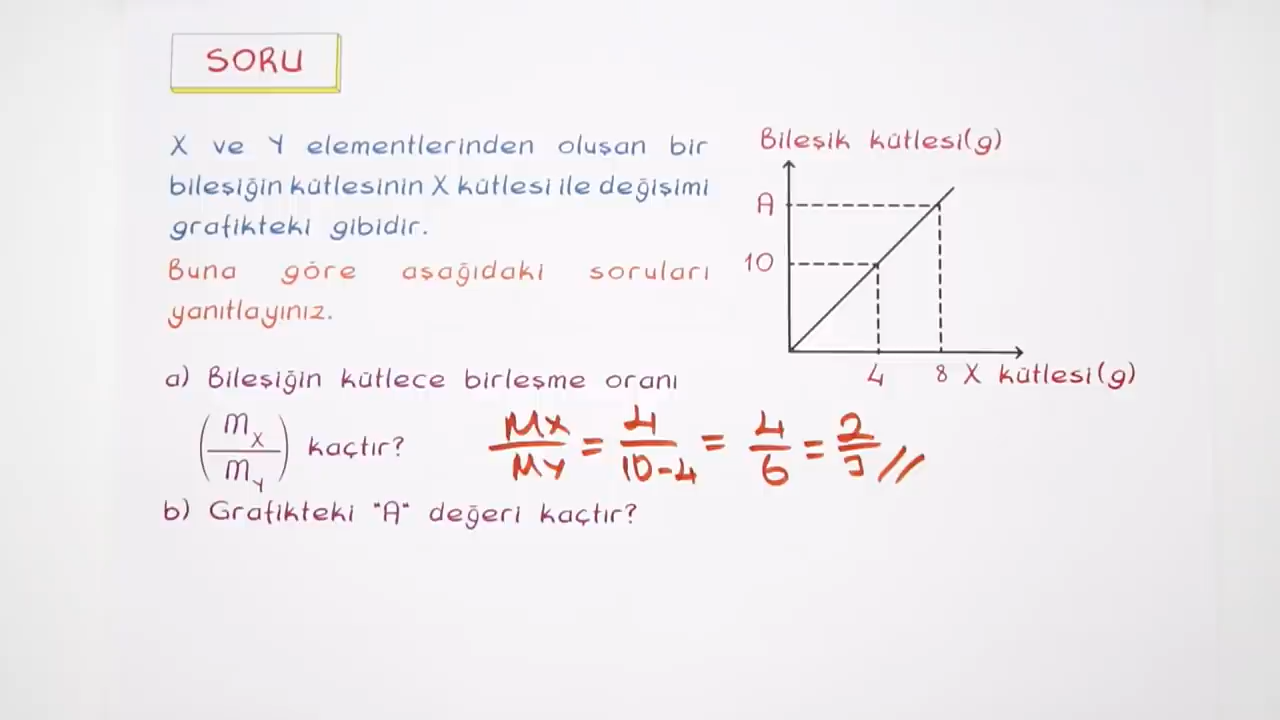 SORU
X ve Y elementlerinden oluşan bir
bileşiğin kütlesinin X kütlesi ile değişimi
grafikteki gibidir.
Buna göre aşağıdaki soruları
yanıtlayınız.
Bileşik kütlesi(g)
A
10
4 8 X kütlesi(g)
a) Bileşiğin kütlece birleşme oranı
(m_X / m_Y) kaçtır? MX/MY = 4/10-4 = 4/6 = 2/3 //
b) Grafikteki "A" değeri kaçtır?